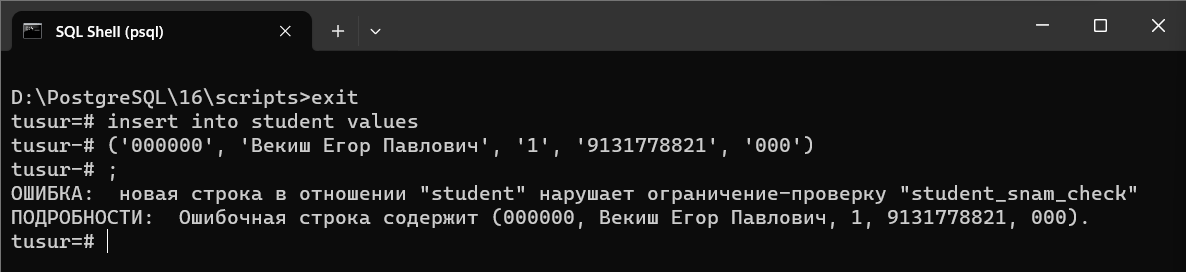 SQL Shell (psql)
D:\PostgreSQL\16\scripts>exit
tusur=# insert into student values
tusur-# ('000000', 'Векиш Егор Павлович', '1', '9131778821', '000')
tusur-# ;
ОШИБКА:  новая строка в отношении "student" нарушает ограничение-проверку "student_snam_check"
ПОДРОБНОСТИ:  Ошибочная строка содержит (000000, Векиш Егор Павлович, 1, 9131778821, 000).
tusur=#